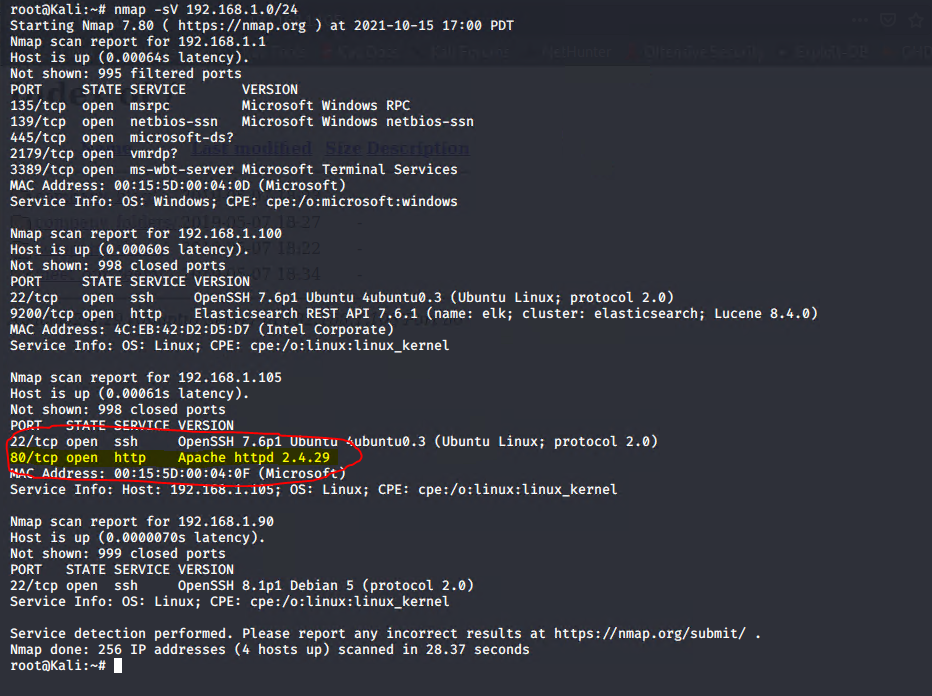 root@Kali:~# nmap -sV 192.168.1.0/24
Starting Nmap 7.80 ( https://nmap.org ) at 2021-10-15 17:00 PDT
Nmap scan report for 192.168.1.1
Host is up (0.00064s latency).
Not shown: 995 filtered ports
PORT     STATE SERVICE       VERSION
135/tcp  open  msrpc         Microsoft Windows RPC
139/tcp  open  netbios-ssn   Microsoft Windows netbios-ssn
445/tcp  open  microsoft-ds?
Last modified Size Description
2179/tcp open  vmrdp?
3389/tcp open  ms-wbt-server Microsoft Terminal Services
MAC Address: 00:15:5D:00:04:0D (Microsoft)
Service Info: OS: Windows; CPE: cpe:/o:microsoft:windows
18:27
Nmap scan report for 192.168.1.100
Host is up (0.00060s latency).
18:22
Not shown: 998 closed ports
18:34
PORT     STATE SERVICE VERSION
22/tcp   open  ssh     OpenSSH 7.6p1 Ubuntu 4ubuntu0.3 (Ubuntu Linux; protocol 2.0)
9200/tcp open  http    Elasticsearch REST API 7.6.1 (name: elk; cluster: elasticsearch; Lucene 8.4.0)
MAC Address: 4C:EB:42:D2:D5:D7 (Intel Corporate)
Service Info: OS: Linux; CPE: cpe:/o:linux:linux_kernel
Nmap scan report for 192.168.1.105
Host is up (0.00061s latency).
Not shown: 998 closed ports
PORT   STATE SERVICE VERSION
22/tcp open  ssh     OpenSSH 7.6p1 Ubuntu 4ubuntu0.3 (Ubuntu Linux; protocol 2.0)
80/tcp open  http    Apache httpd 2.4.29
MAC Address: 00:15:5D:00:04:0F (Microsoft)
Service Info: Host: 192.168.1.105; OS: Linux; CPE: cpe:/o:linux:linux_kernel
Nmap scan report for 192.168.1.90
Host is up (0.0000070s latency).
Not shown: 999 closed ports
PORT   STATE SERVICE VERSION
22/tcp open  ssh     OpenSSH 8.1p1 Debian 5 (protocol 2.0)
Service Info: OS: Linux; CPE: cpe:/o:linux:linux_kernel
Service detection performed. Please report any incorrect results at https://nmap.org/submit/ .
Nmap done: 256 IP addresses (4 hosts up) scanned in 28.37 seconds
root@Kali:~#